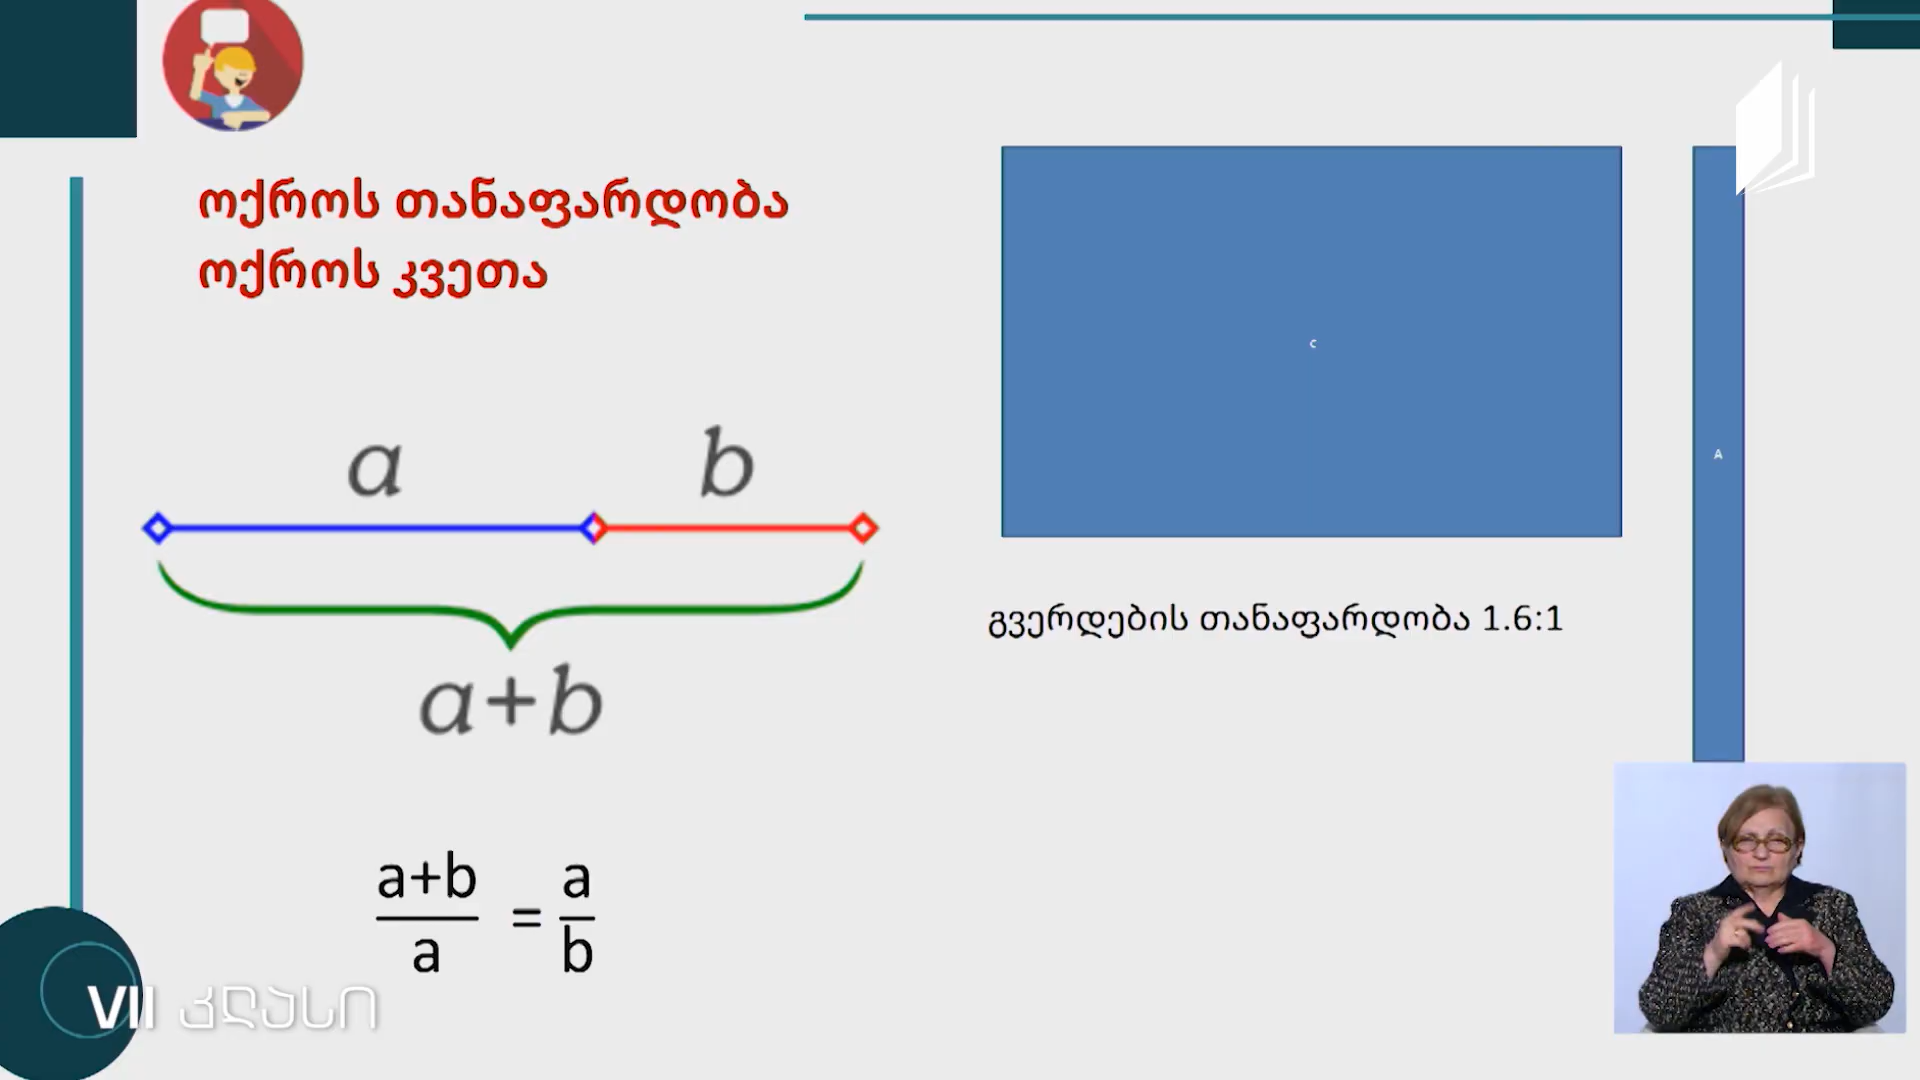 ოქროს თანაფარდობა
ოქროს კვეთა
a b
a+b
a+b/a = a/b
c
A
გვერდების თანაფარდობა 1.6:1
VII კლასი